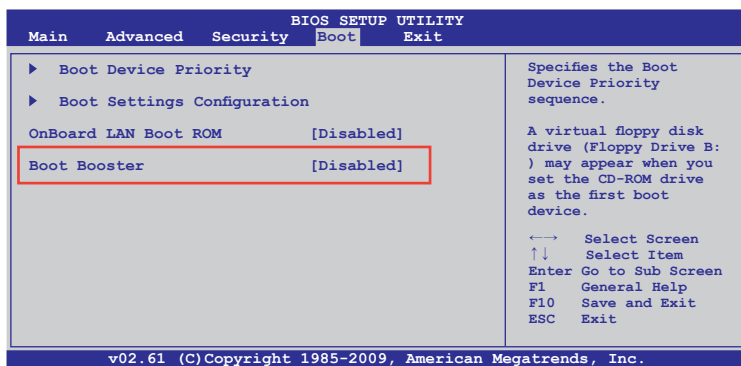 BIOS SETUP UTILITY
Main Advanced Security Boot Exit
▶ Boot Device Priority
▶ Boot Settings Configuration
OnBoard LAN Boot ROM [Disabled]
Boot Booster [Disabled]
Specifies the Boot
Device Priority
sequence.
A virtual floppy disk
drive (Floppy Drive B:
) may appear when you
set the CD-ROM drive
as the first boot
device.
←→ Select Screen
↑↓ Select Item
Enter Go to Sub Screen
F1 General Help
F10 Save and Exit
ESC Exit
v02.61 (C)Copyright 1985-2009, American Megatrends, Inc.